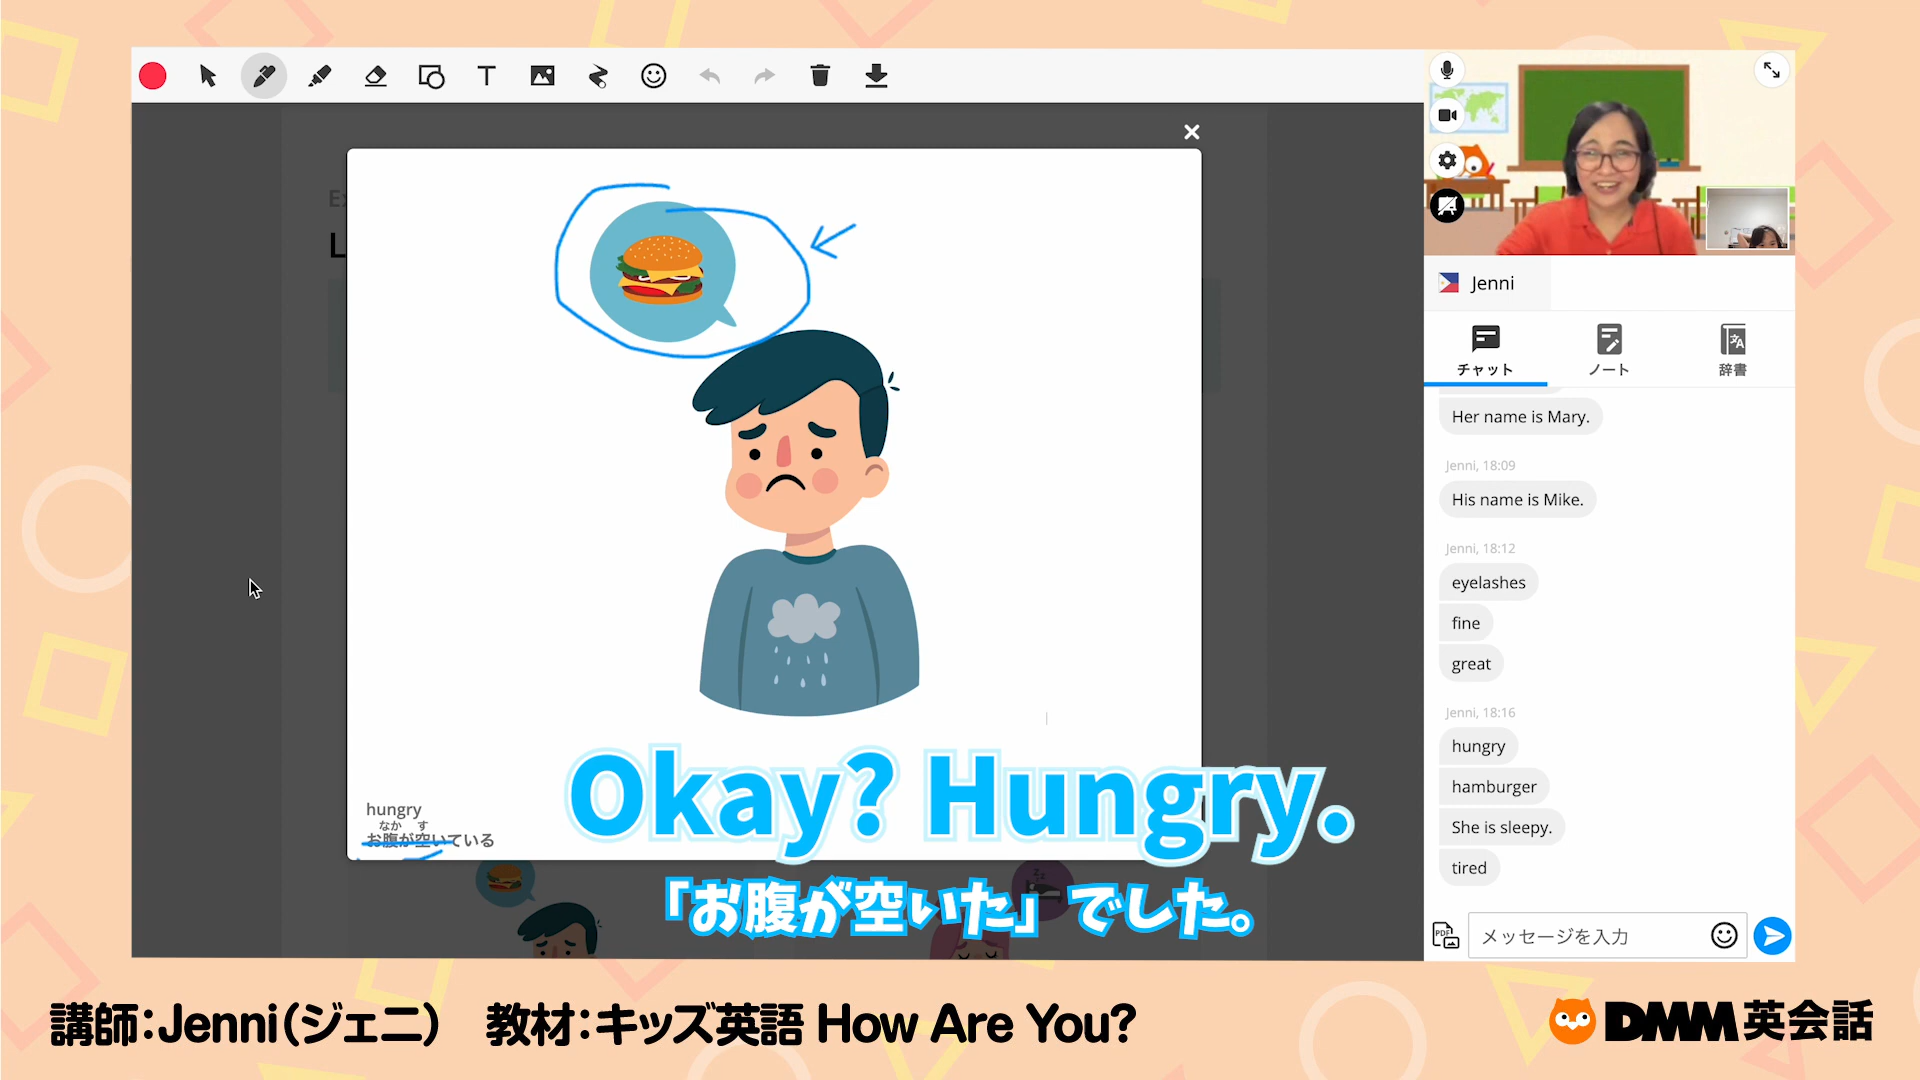 Jenni
チャット
ノート
辞書
Her name is Mary.
Jenni, 18:09
His name is Mike.
Jenni, 18:12
eyelashes
fine
great
Jenni, 18:16
hungry
hamburger
She is sleepy.
tired
PDF
メッセージを入力
hungry
なか す
お腹が空いている
Okay? Hungry.
「お腹が空いた」でした。
講師:Jenni(ジェニ) 教材:キッズ英語 How Are You?
DMM英会話